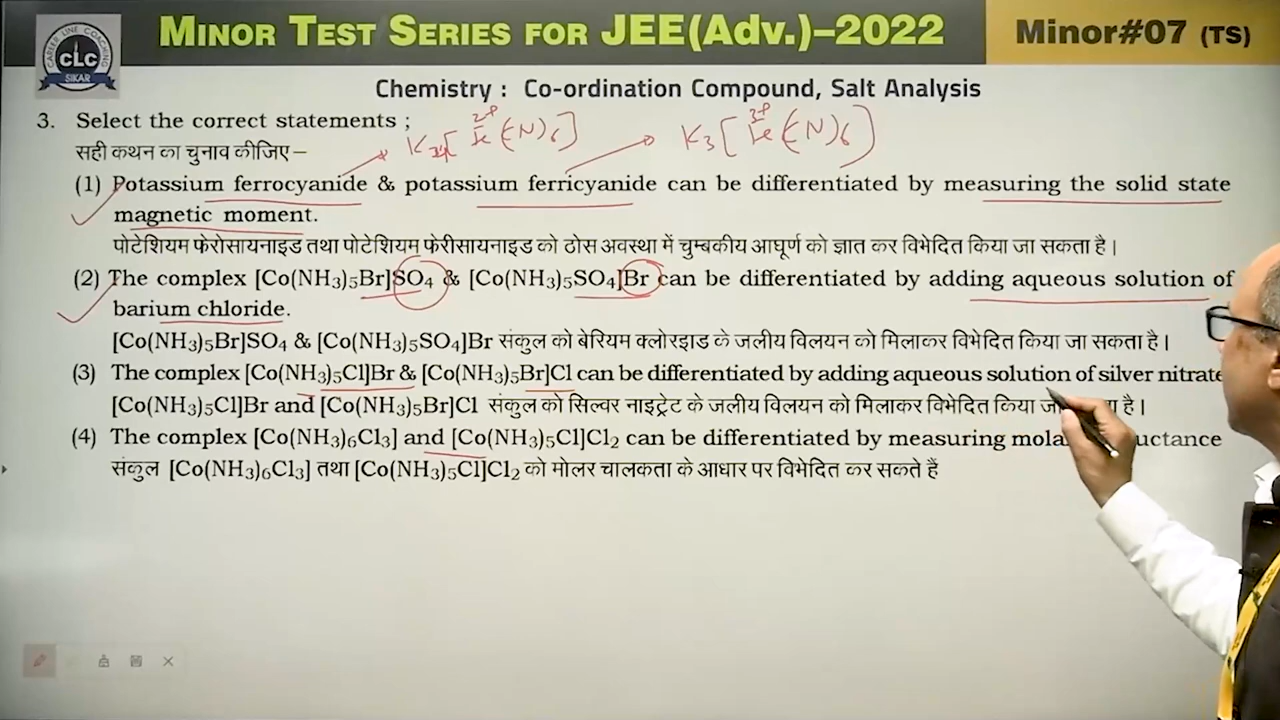 MINOR TEST SERIES FOR JEE(Adv.)–2022
Minor#07 (TS)
CAREER LINE COACHING
CLC
SIKAR
Chemistry : Co-ordination Compound, Salt Analysis
3. Select the correct statements ;
सही कथन का चुनाव कीजिए–
(1) Potassium ferrocyanide & potassium ferricyanide can be differentiated by measuring the solid state
magnetic moment.
पोटेशियम फेरोसायनाइड तथा पोटेशियम फेरीसायनाइड को ठोस अवस्था में चुम्बकीय आघूर्ण को ज्ञात कर विभेदित किया जा सकता है।
(2) The complex [Co(NH₃)₅Br]SO₄ & [Co(NH₃)₅SO₄]Br can be differentiated by adding aqueous solution of
barium chloride.
[Co(NH₃)₅Br]SO₄ & [Co(NH₃)₅SO₄]Br संकुल को बेरियम क्लोराइड के जलीय विलयन को मिलाकर विभेदित किया जा सकता है।
(3) The complex [Co(NH₃)₅Cl]Br & [Co(NH₃)₅Br]Cl can be differentiated by adding aqueous solution of silver nitrate
[Co(NH₃)₅Cl]Br and [Co(NH₃)₅Br]Cl संकुल को सिल्वर नाइट्रेट के जलीय विलयन को मिलाकर विभेदित किया है।
(4) The complex [Co(NH₃)₆Cl₃] and [Co(NH₃)₅Cl]Cl₂ can be differentiated by measuring
संकुल [Co(NH₃)₆Cl₃] तथा [Co(NH₃)₅Cl]Cl₂ को मोलर चालकता के आधार पर विभेदित कर सकते हैं